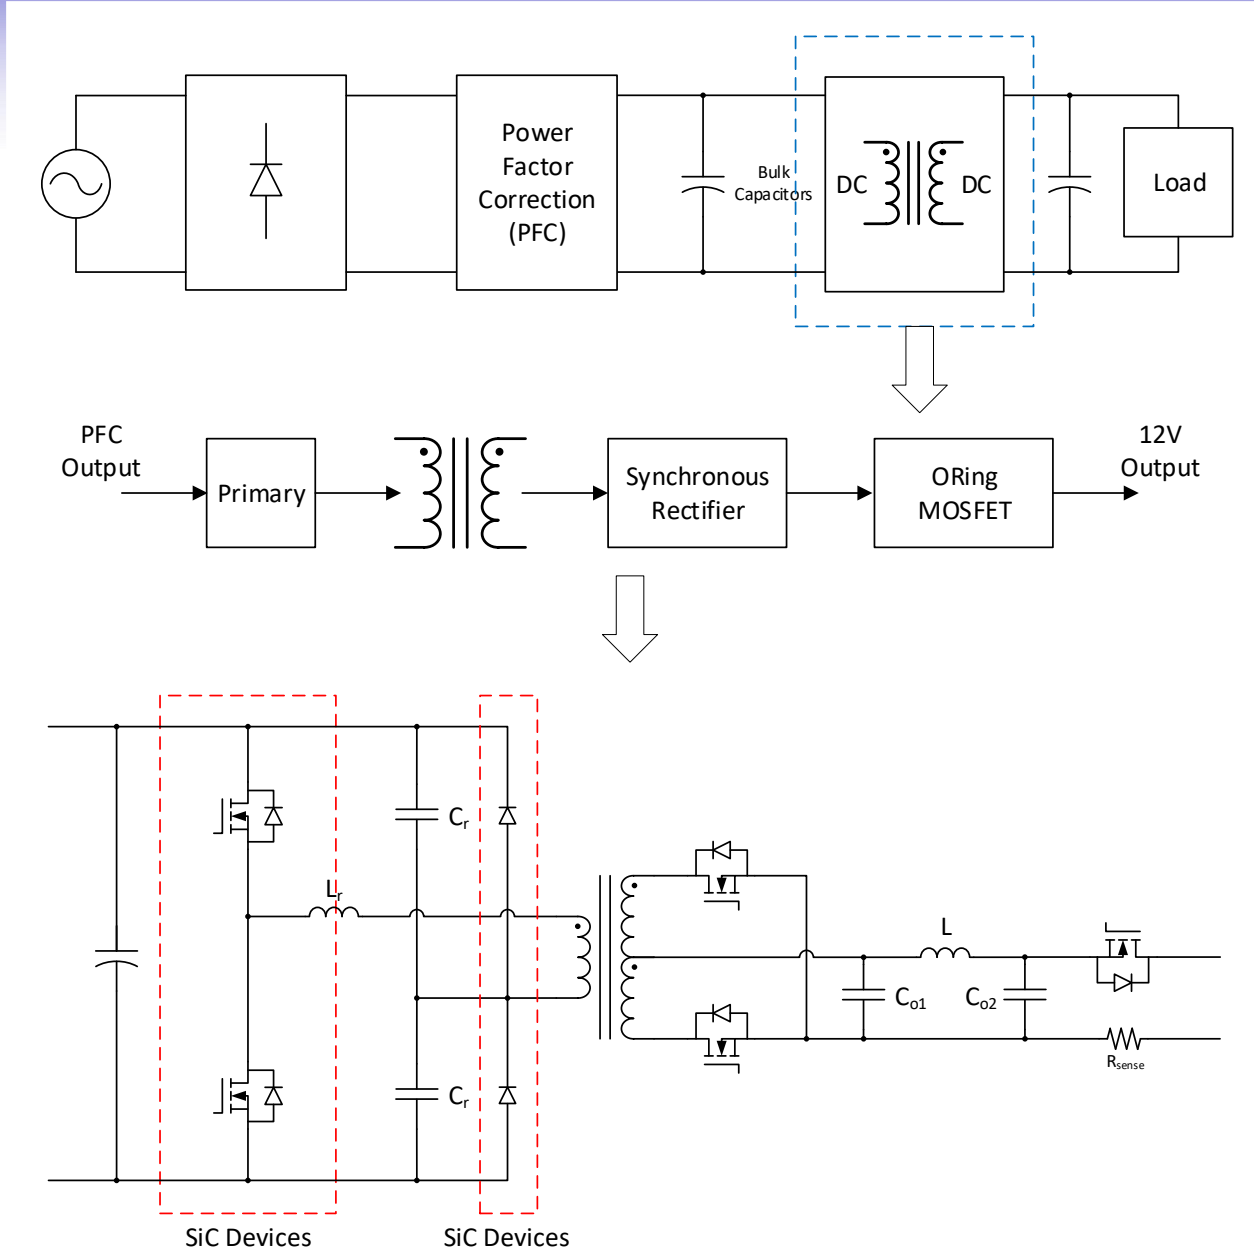 Power
Factor
Correction
(PFC)
Bulk
Capacitors
DC
DC
Load
PFC
Output
Primary
Synchronous
Rectifier
ORing
MOSFET
12V
Output
Lr
Cr
Cr
L
Co1
Co2
Rsense
SiC Devices
SiC Devices